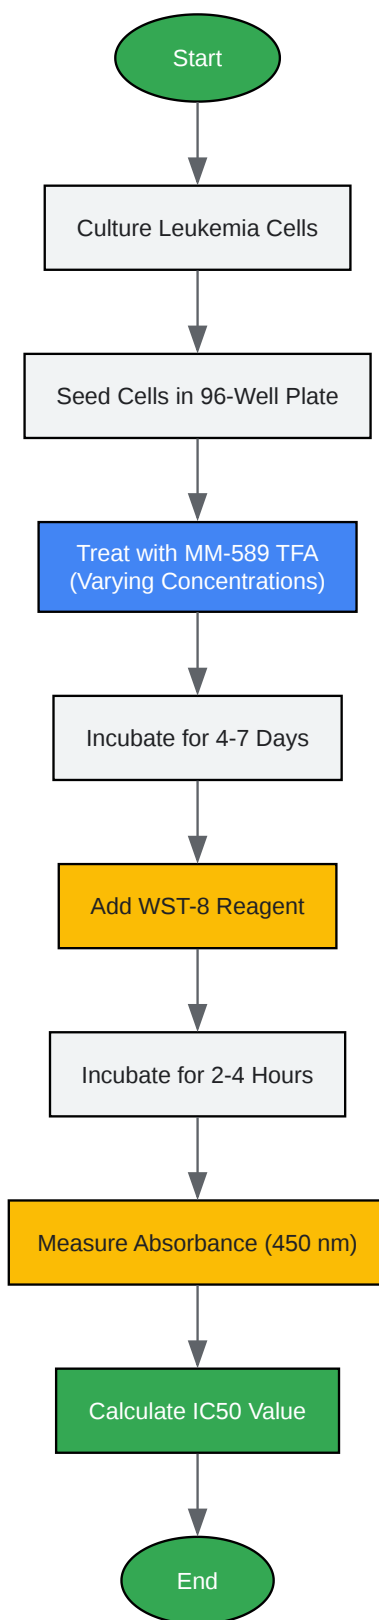 Start
Culture Leukemia Cells
Seed Cells in 96-Well Plate
Treat with MM-589 TFA
(Varying Concentrations)
Incubate for 4-7 Days
Add WST-8 Reagent
Incubate for 2-4 Hours
Measure Absorbance (450 nm)
Calculate IC50 Value
End